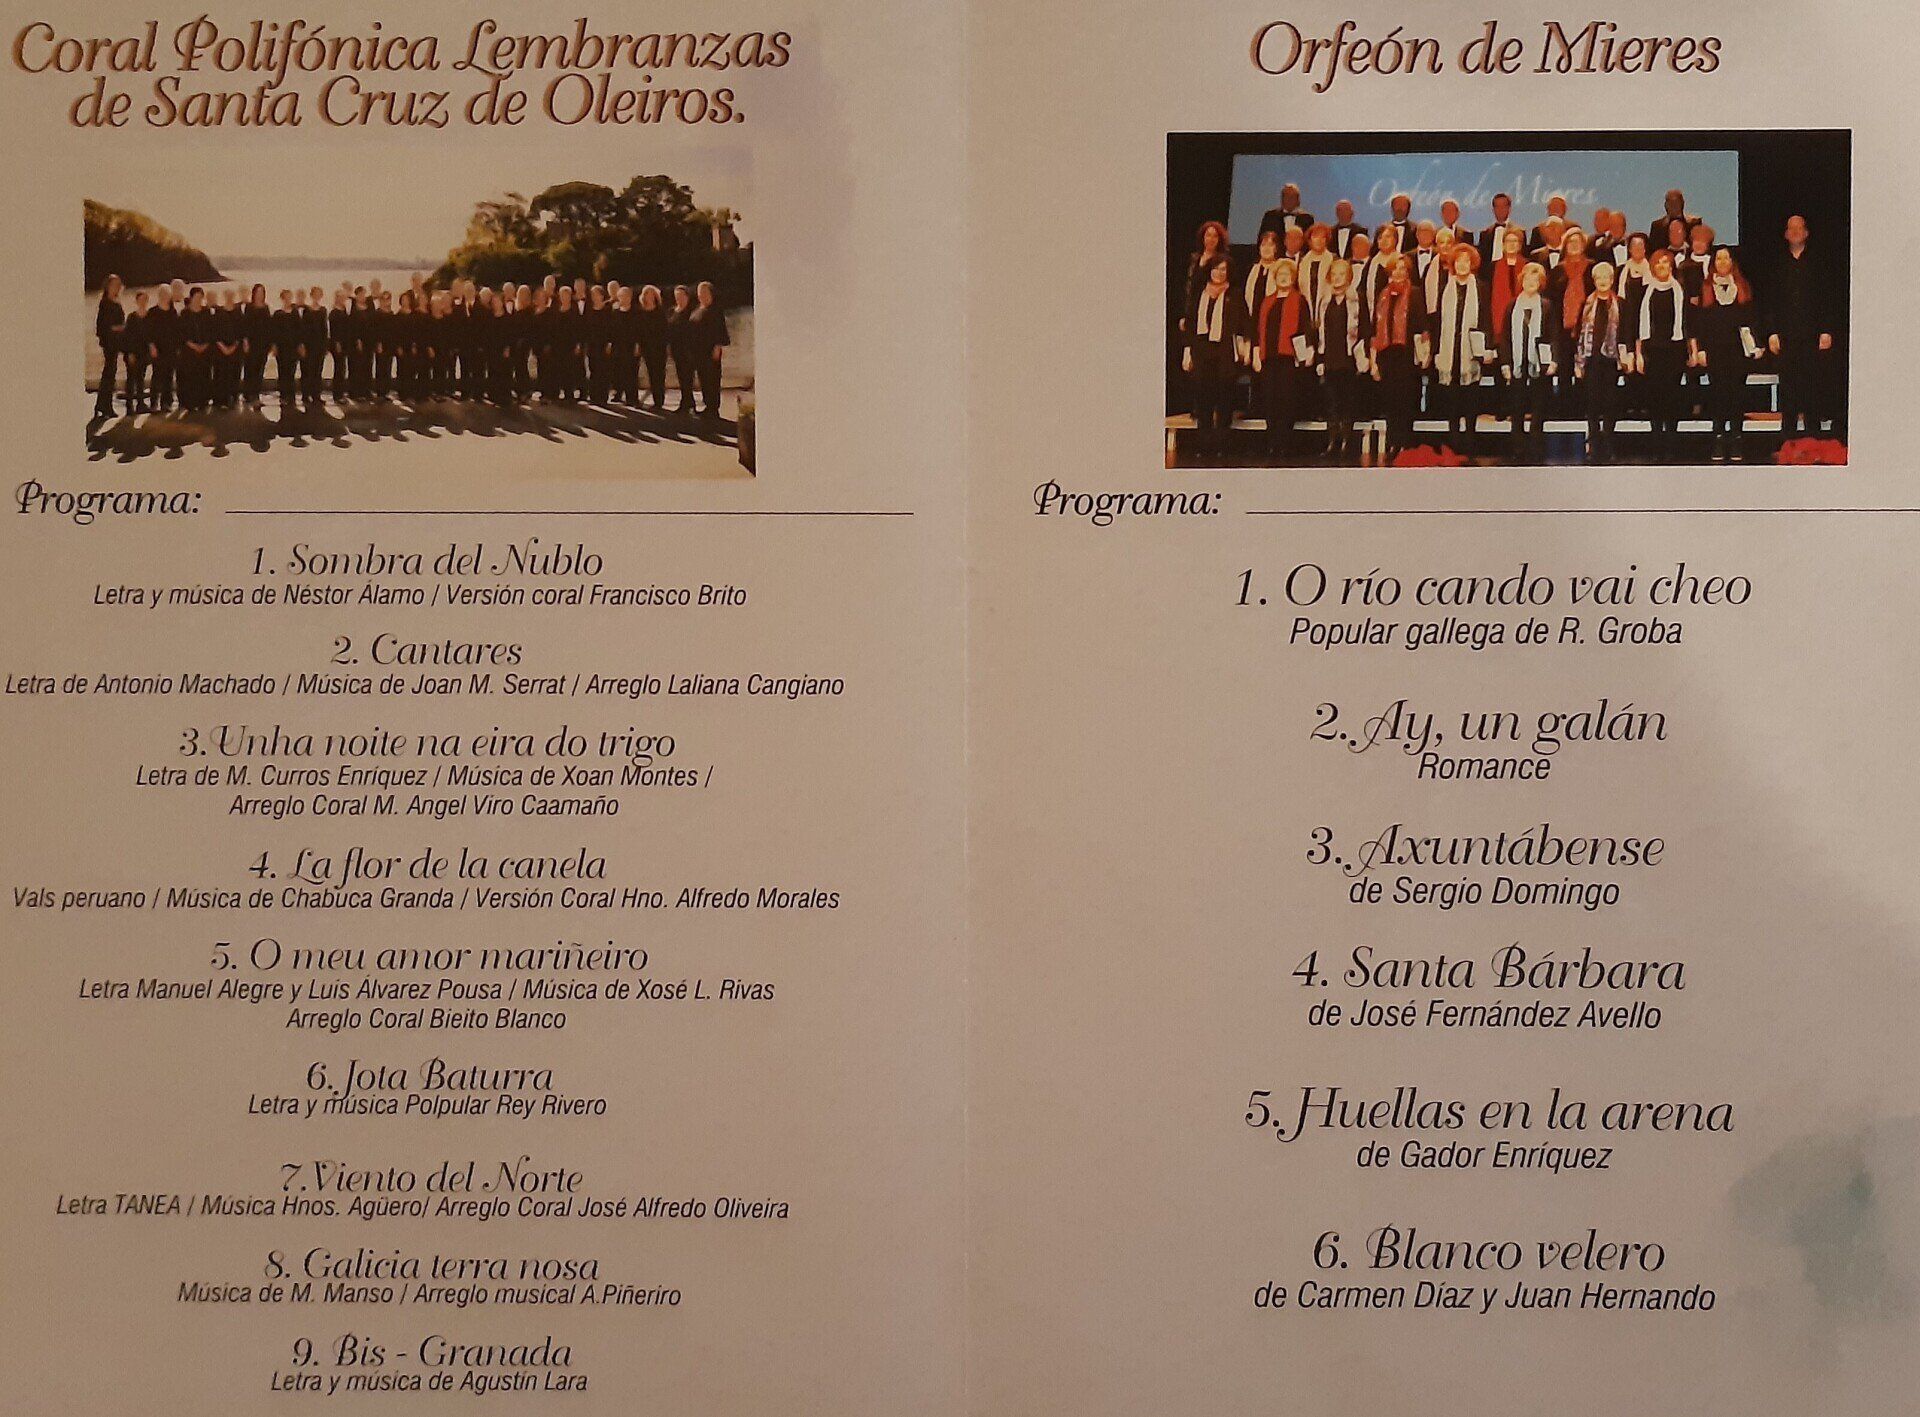 Coral Polifónica Lembranzas
de Santa Cruz de Oleiros.
Programa:
1. Sombra del Nublo
Letra y música de Néstor Álamo / Versión coral Francisco Brito
2. Cantares
Letra de Antonio Machado / Música de Joan M. Serrat / Arreglo Laliana Cangiano
3. Unha noite na eira do trigo
Letra de M. Curros Enríquez / Música de Xoan Montes /
Arreglo Coral M. Angel Viro Caamaño
4. La flor de la canela
Vals peruano / Música de Chabuca Granda / Versión Coral Hno. Alfredo Morales
5. O meu amor mariñeiro
Letra Manuel Alegre y Luis Álvarez Pousa / Música de Xosé L. Rivas
Arreglo Coral Bieito Blanco
6. Jota Baturra
Letra y música Polpular Rey Rivero
7. Viento del Norte
Letra TANEA / Música Hnos. Agüero/ Arreglo Coral José Alfredo Oliveira
8. Galicia terra nosa
Música de M. Manso / Arreglo musical A.Piñeriro
9. Bis - Granada
Letra y música de Agustín Lara
Orfeón de Mieres
Orfeón de Mieres
Programa:
1. O río cando vai cheo
Popular gallega de R. Groba
2. Ay, un galán
Romance
3. Axuntábense
de Sergio Domingo
4. Santa Bárbara
de José Fernández Avello
5. Huellas en la arena
de Gador Enríquez
6. Blanco velero
de Carmen Díaz y Juan Hernando